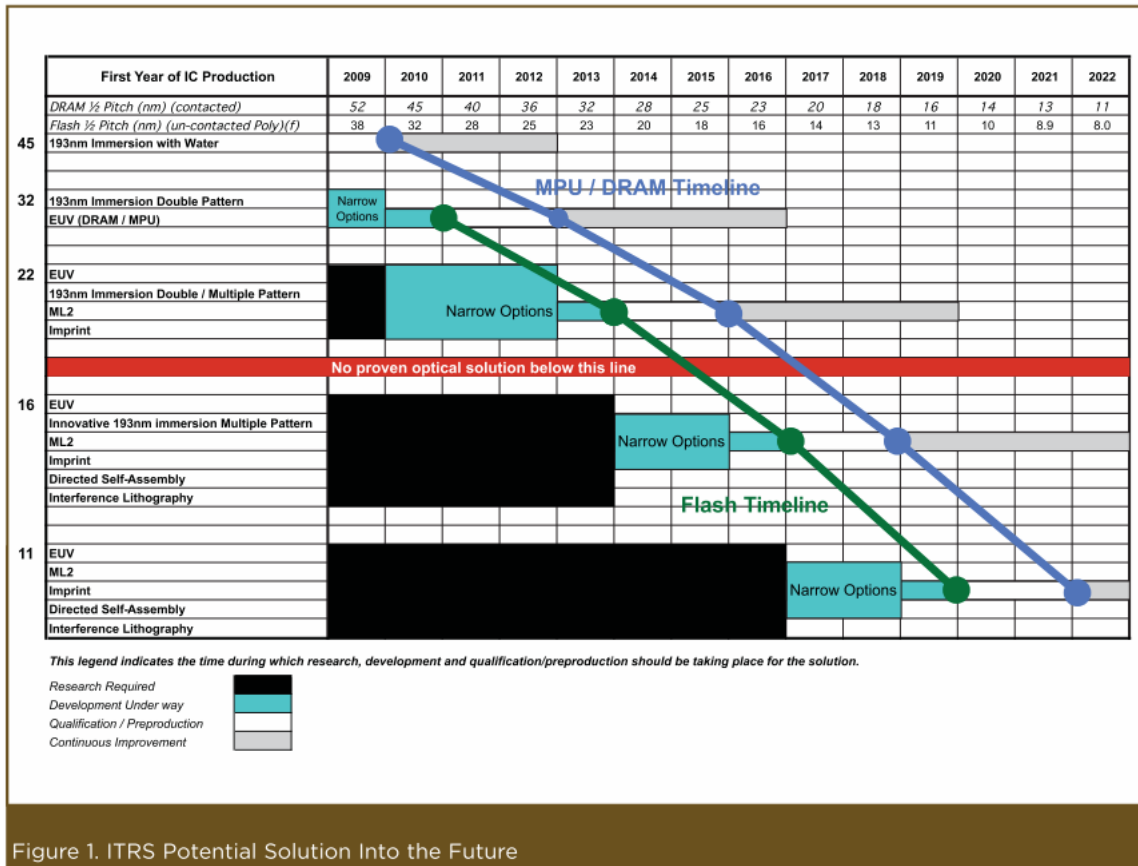 First Year of IC Production 2009 2010 2011 2012 2013 2014 2015 2016 2017 2018 2019 2020 2021 2022
DRAM ½ Pitch (nm) (contacted) 52 45 40 36 32 28 25 23 20 18 16 14 13 11
Flash ½ Pitch (nm) (un-contacted Poly)(f) 38 32 28 25 23 20 18 16 14 13 11 10 8.9 8.0
45 193nm Immersion with Water
MPU / DRAM Timeline
32 193nm Immersion Double Pattern Narrow
EUV (DRAM / MPU) Options
22 EUV
193nm Immersion Double / Multiple Pattern
ML2 Narrow Options
Imprint
No proven optical solution below this line
16 EUV
Innovative 193nm immersion Multiple Pattern
ML2 Narrow Options
Imprint
Directed Self-Assembly
Interference Lithography
Flash Timeline
11 EUV
ML2
Imprint Narrow Options
Directed Self-Assembly
Interference Lithography
This legend indicates the time during which research, development and qualification/preproduction should be taking place for the solution.
Research Required
Development Under way
Qualification / Preproduction
Continuous Improvement
Figure 1. ITRS Potential Solution Into the Future